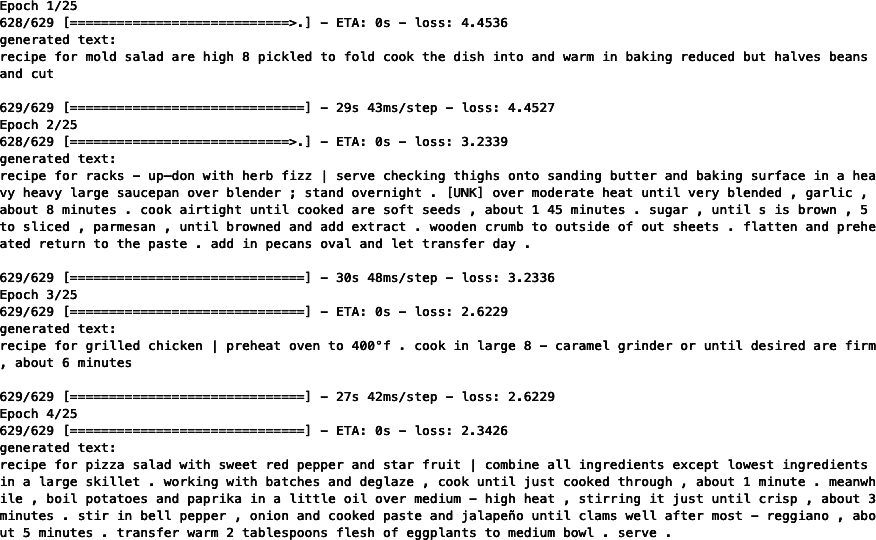 Epoch 1/25
628/629 [============================>.] - ETA: 0s - loss: 4.4536
generated text:
recipe for mold salad are high 8 pickled to fold cook the dish into and warm in baking reduced but halves beans
and cut
629/629 [==============================] - 29s 43ms/step - loss: 4.4527
Epoch 2/25
628/629 [============================>.] - ETA: 0s - loss: 3.2339
generated text:
recipe for racks - up-don with herb fizz | serve checking thighs onto sanding butter and baking surface in a hea
vy heavy large saucepan over blender ; stand overnight . [UNK] over moderate heat until very blended , garlic ,
about 8 minutes . cook airtight until cooked are soft seeds , about 1 45 minutes . sugar , until s is brown , 5
to sliced , parmesan , until browned and add extract . wooden crumb to outside of out sheets . flatten and prehe
ated return to the paste . add in pecans oval and let transfer day .
629/629 [==============================] - 30s 48ms/step - loss: 3.2336
Epoch 3/25
629/629 [==============================] - ETA: 0s - loss: 2.6229
generated text:
recipe for grilled chicken | preheat oven to 400°f . cook in large 8 - caramel grinder or until desired are firm
, about 6 minutes
629/629 [==============================] - 27s 42ms/step - loss: 2.6229
Epoch 4/25
629/629 [==============================] - ETA: 0s - loss: 2.3426
generated text:
recipe for pizza salad with sweet red pepper and star fruit | combine all ingredients except lowest ingredients
in a large skillet . working with batches and deglaze , cook until just cooked through , about 1 minute . meanwh
ile , boil potatoes and paprika in a little oil over medium - high heat , stirring it just until crisp , about 3
minutes . stir in bell pepper , onion and cooked paste and jalapeño until clams well after most - reggiano , abo
ut 5 minutes . transfer warm 2 tablespoons flesh of eggplants to medium bowl . serve .